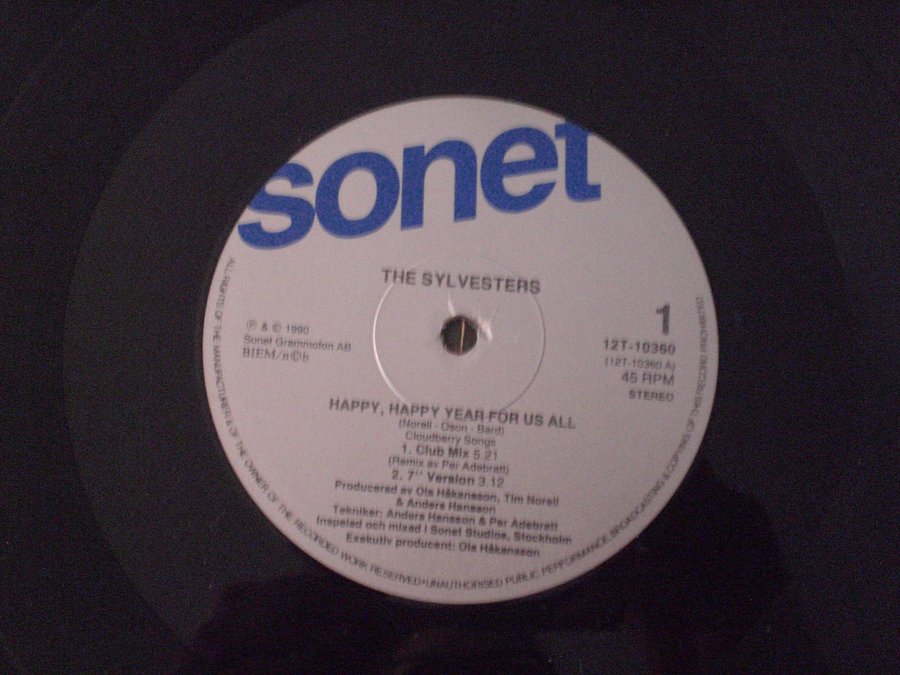 sonet
THE SYLVESTERS
1
℗ & © 1990
Sonet Grammofon AB
BIEM/n©b
12T-10360
(12T-10360 A)
45 RPM
STEREO
HAPPY, HAPPY YEAR FOR US ALL
(Norell - Oson - Bard)
Cloudberry Songs
1. Club Mix 5.21
(Remix av Per Adebratt)
2. 7'' Version 3.12
Producerad av Ola Håkansson, Tim Norell
& Anders Hansson
Tekniker: Anders Hansson & Per Adebratt
Inspelad och mixad i Sonet Studios, Stockholm
Exekutiv producent: Ola Håkansson
ALL RIGHTS OF THE MANUFACTURER & OF THE OWNER OF THE RECORDED WORK RESERVED•UNAUTHORISED PUBLIC PERFORMANCE, BROADCASTING & COPYING OF THIS RECORD PROHIBITED